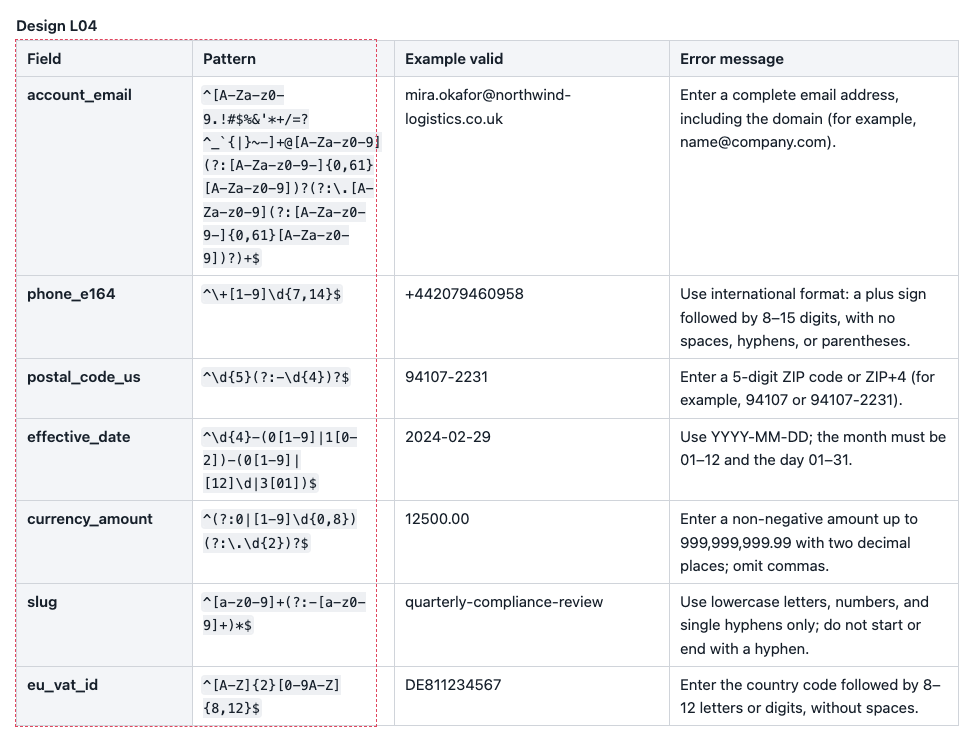 Design L04
Field Pattern Example valid Error message
account_email ^[A-Za-z0- mira.okafor@northwind- Enter a complete email address,
9.!#$%&'*+/=? logistics.co.uk including the domain (for example,
^_`{|}~-]+@[A-Za-z0-9] name@company.com).
(?:[A-Za-z0-9-]{0,61}
[A-Za-z0-9])?(?:\.[A-
Za-z0-9](?:[A-Za-z0-
9-]{0,61}[A-Za-z0-
9])?)+$
phone_e164 ^\+[1-9]\d{7,14}$ +442079460958 Use international format: a plus sign
followed by 8–15 digits, with no
spaces, hyphens, or parentheses.
postal_code_us ^\d{5}(?:-\d{4})?$ 94107-2231 Enter a 5-digit ZIP code or ZIP+4 (for
example, 94107 or 94107-2231).
effective_date ^\d{4}-(0[1-9]|1[0- 2024-02-29 Use YYYY-MM-DD; the month must be
2])-(0[1-9]| 01–12 and the day 01–31.
[12]\d|3[01])$
currency_amount ^(?:0|[1-9]\d{0,8}) 12500.00 Enter a non-negative amount up to
(?:\.\d{2})?$ 999,999,999.99 with two decimal
places; omit commas.
slug ^[a-z0-9]+(?:-[a-z0- quarterly-compliance-review Use lowercase letters, numbers, and
9]+)*$ single hyphens only; do not start or
end with a hyphen.
eu_vat_id ^[A-Z]{2}[0-9A-Z] DE811234567 Enter the country code followed by 8–
{8,12}$ 12 letters or digits, without spaces.